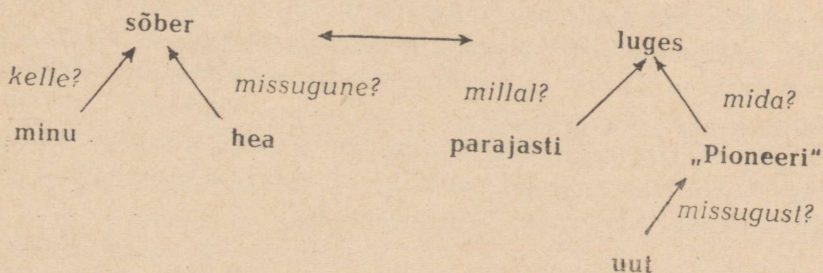 sõber
luges
kelle?
missugune?
millal?
mida?
minu
hea
parajasti
„Pioneeri“
missugust?
uut